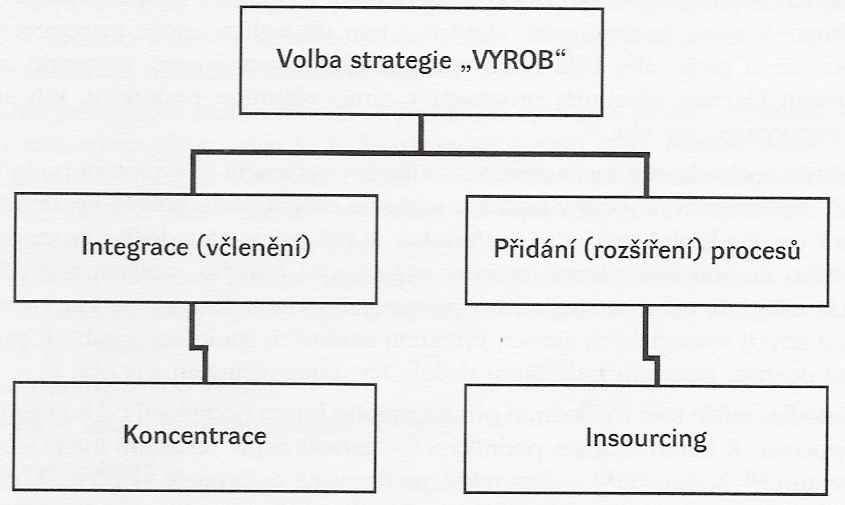 Volba strategie „VYROB“
Integrace (včlenění)
Přidání (rozšíření) procesů
Koncentrace
Insourcing